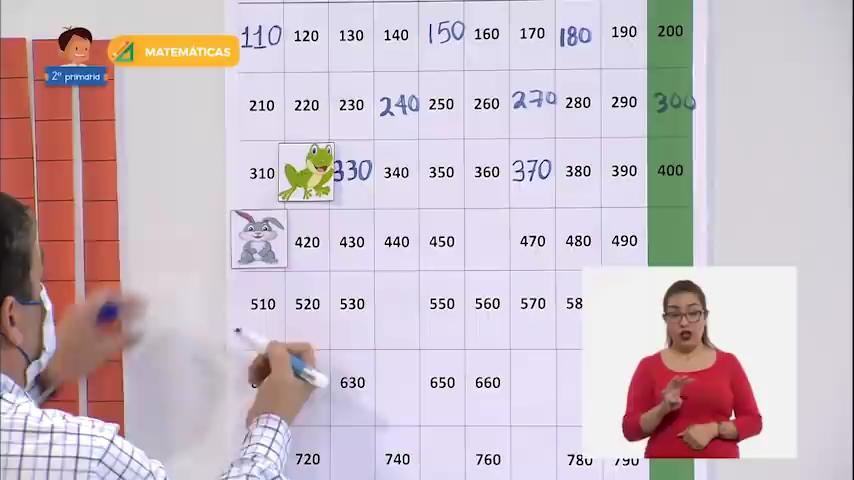 MATEMÁTICAS
2° primaria
110 120 130 140 150 160 170 180 190 200
210 220 230 240 250 260 270 280 290 300
310 330 340 350 360 370 380 390 400
420 430 440 450 470 480 490
510 520 530 550 560 570
630 650 660
720 740 760 780 790